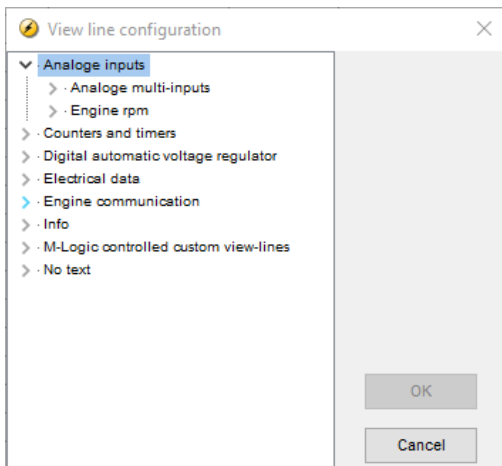 View line configuration
Analoge inputs
Analoge multi-inputs
Engine rpm
Counters and timers
Digital automatic voltage regulator
Electrical data
Engine communication
Info
M-Logic controlled custom view-lines
No text
OK
Cancel